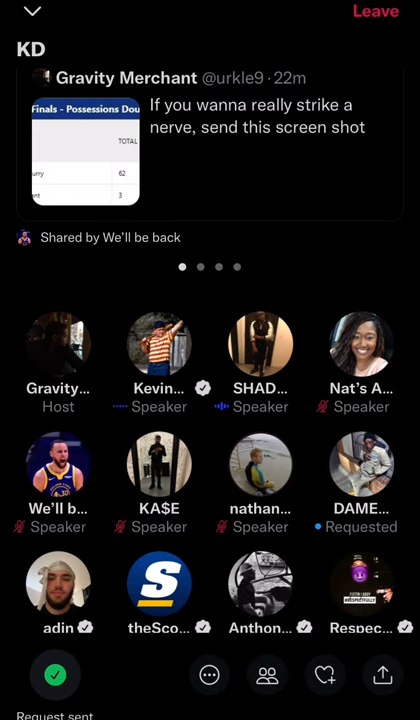 Leave
KD
Gravity Merchant @urkle9 · 22m
If you wanna really strike a
nerve, send this screen shot
Finals - Possessions Dou
TOTAL
urry 62
ent 3
Shared by We'll be back
Gravity... Kevin... SHAD... Nat's A...
Host Speaker Speaker Speaker
We'll b... KA$E nathan... DAME...
Speaker Speaker Speaker Requested
adin theSco... Anthon... Respec...
Request sent